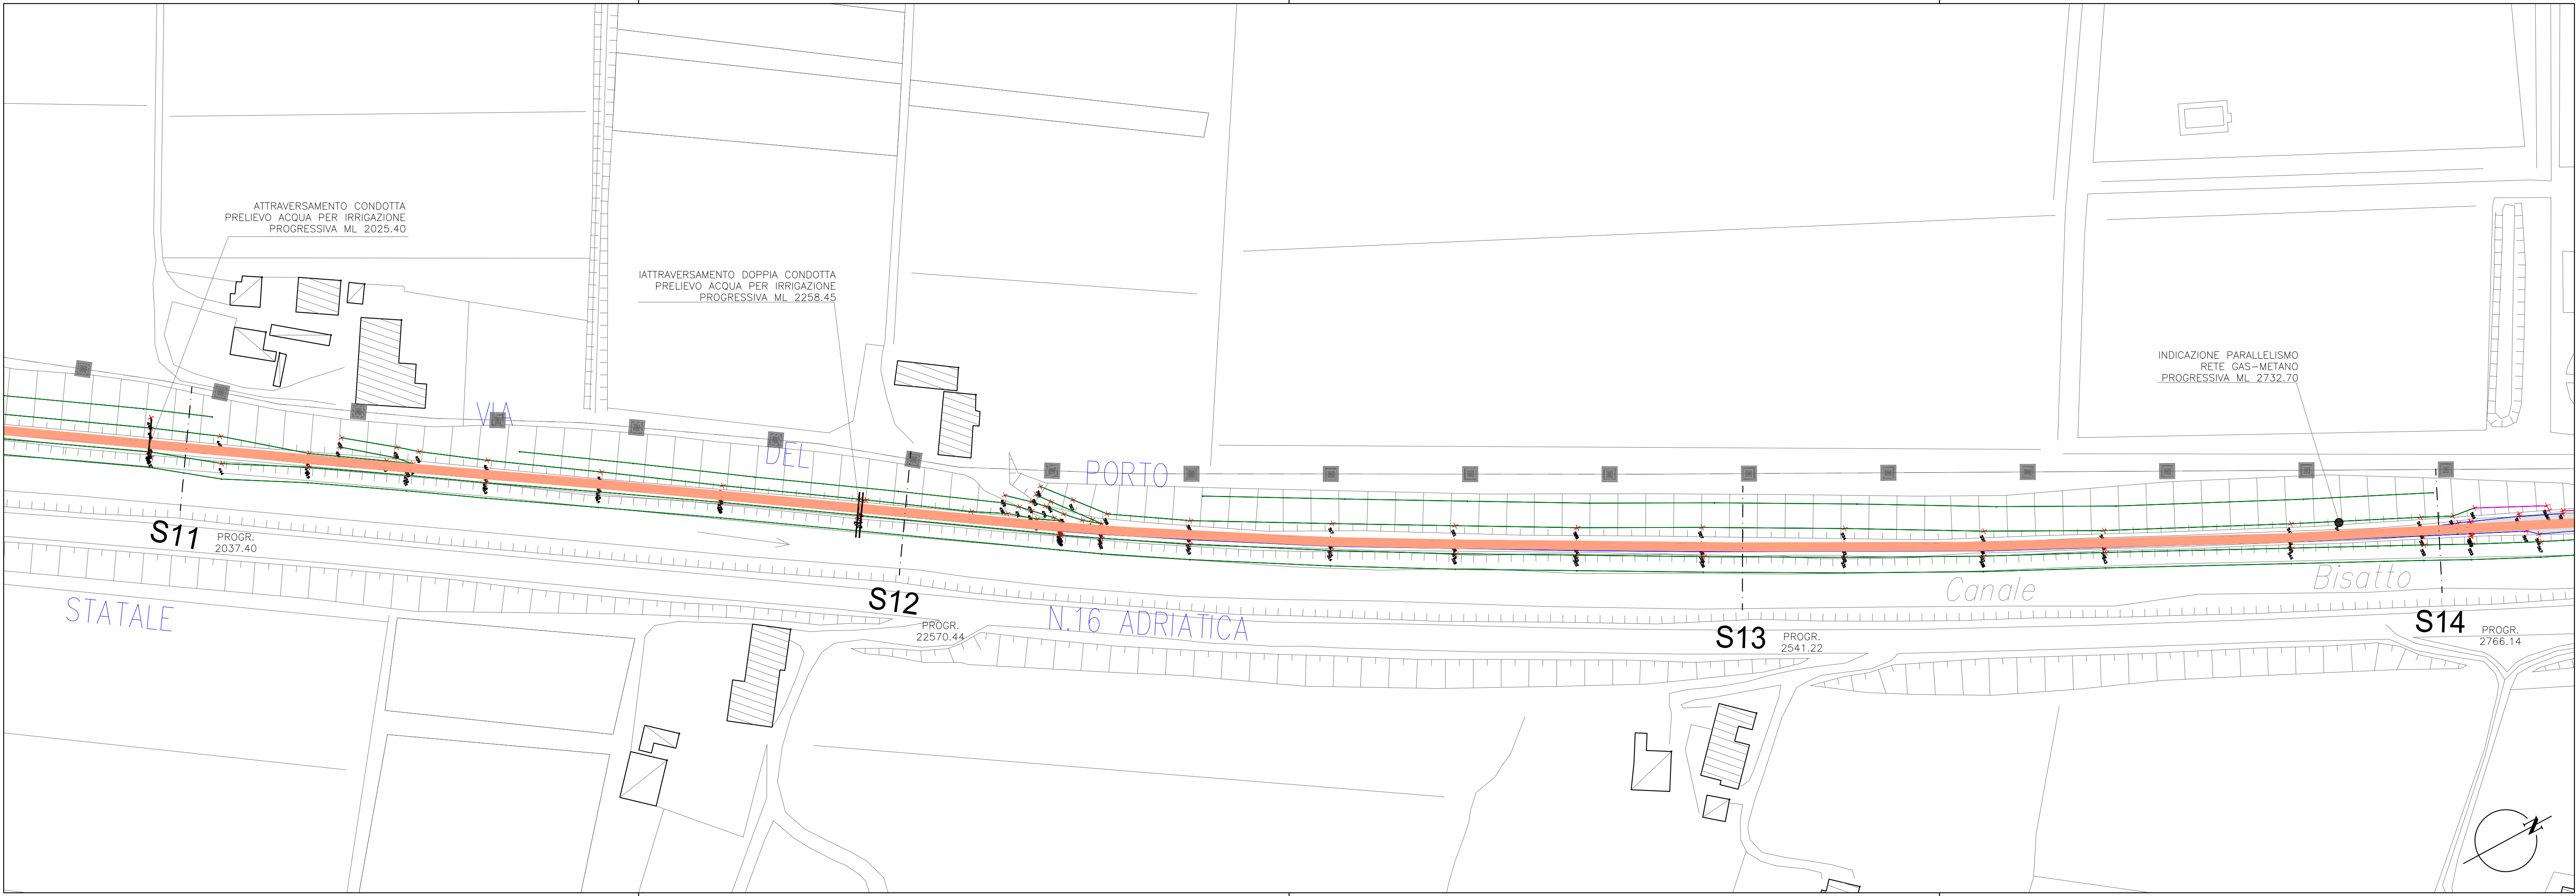 ATTRAVERSAMENTO CONDOTTA
PRELIEVO ACQUA PER IRRIGAZIONE
PROGRESSIVA ML 2025.40
IATTRAVERSAMENTO DOPPIA CONDOTTA
PRELIEVO ACQUA PER IRRIGAZIONE
PROGRESSIVA ML 2258.45
INDICAZIONE PARALLELISMO
RETE GAS-METANO
PROGRESSIVA ML 2732.70
VIA
DEL
PORTO
S11
PROGR.
2037.40
S12
PROGR.
22570.44
S13
PROGR.
2541.22
S14
PROGR.
2766.14
Canale
Bisatto
STATALE
N.16 ADRIATICA
N